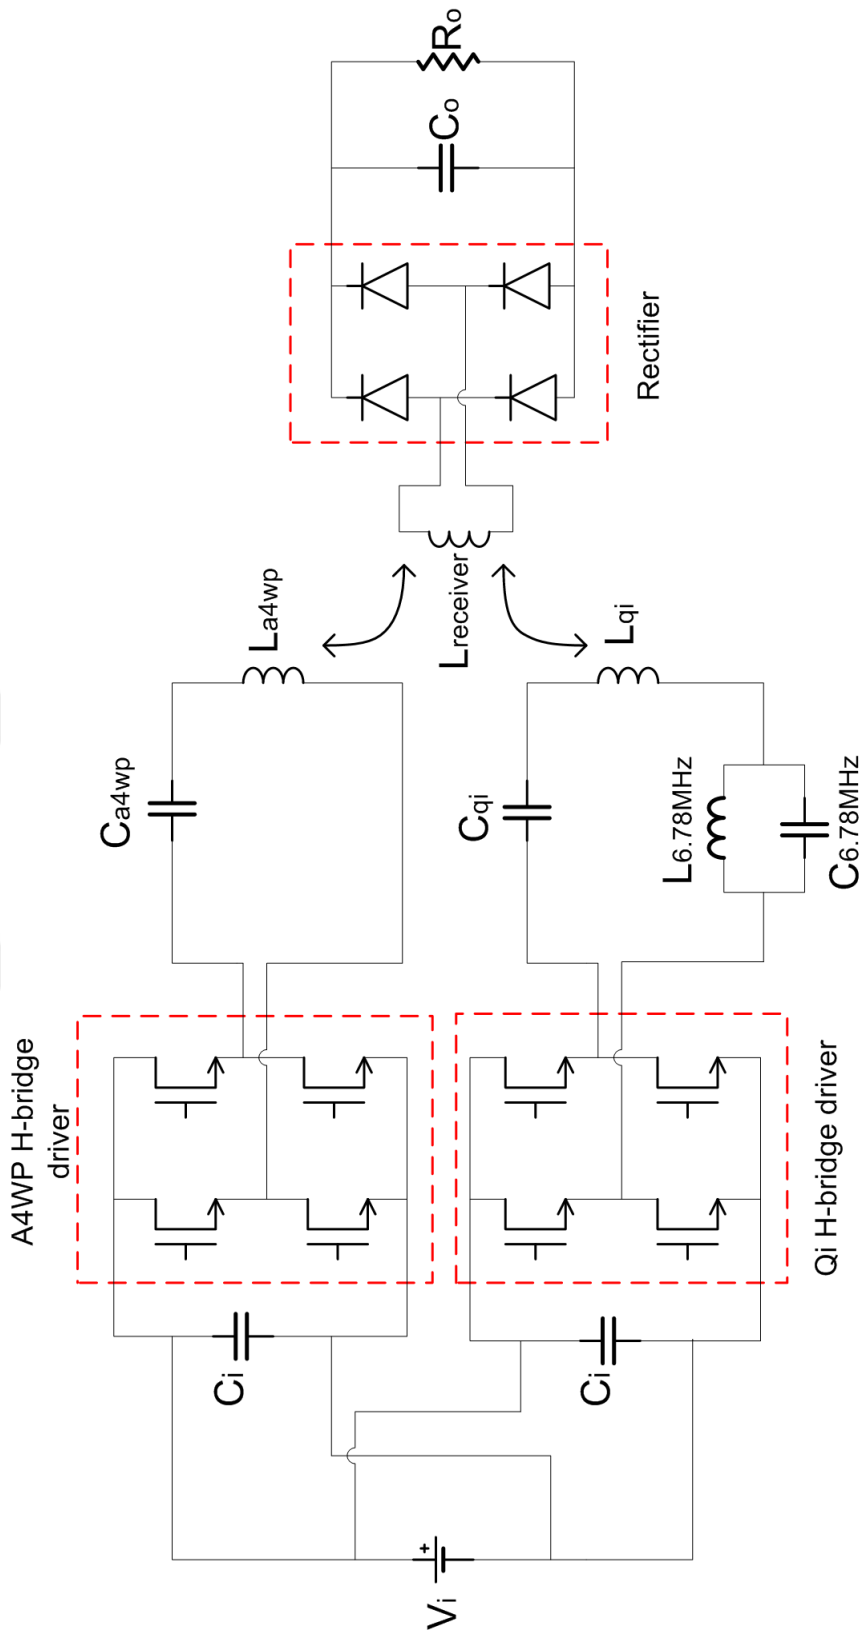 A4WP H-bridge
driver
Ca4wp
La4wp
Ci
Vi
+
Lreceiver
Rectifier
Co
Ro
Ci
Qi H-bridge driver
Cqi
Lqi
L6.78MHz
C6.78MHz